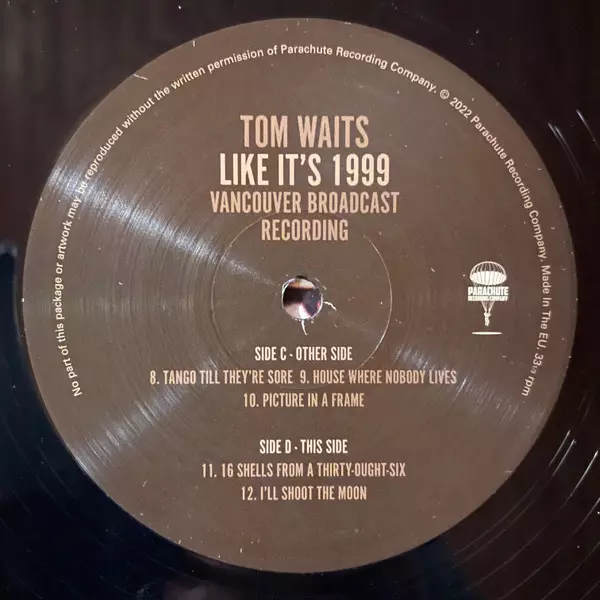 No part of this package or artwork may be reproduced without the written permission of Parachute Recording Company. © 2022 Parachute Recording Company. Made In The EU. 33⅓ rpm
TOM WAITS
LIKE IT'S 1999
VANCOUVER BROADCAST
RECORDING
PARACHUTE
RECORDING COMPANY
SIDE C - OTHER SIDE
8. TANGO TILL THEY'RE SORE 9. HOUSE WHERE NOBODY LIVES
10. PICTURE IN A FRAME
SIDE D - THIS SIDE
11. 16 SHELLS FROM A THIRTY-OUGHT-SIX
12. I'LL SHOOT THE MOON